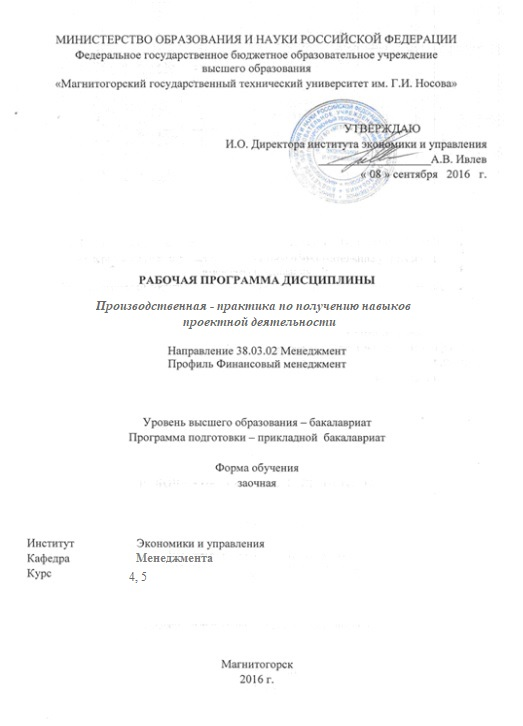 МИНИСТЕРСТВО ОБРАЗОВАНИЯ И НАУКИ РОССИЙСКОЙ ФЕДЕРАЦИИ
Федеральное государственное бюджетное образовательное учреждение
высшего образования
«Магнитогорский государственный технический университет им. Г.И. Носова»
УТВЕРЖДАЮ
И.О. Директора института экономики и управления
А.В. Ивлев
« 08 » сентября 2016 г.
РАБОЧАЯ ПРОГРАММА ДИСЦИПЛИНЫ
Производственная - практика по получению навыков
проектной деятельности
Направление 38.03.02 Менеджмент
Профиль Финансовый менеджмент
Уровень высшего образования – бакалавриат
Программа подготовки – прикладной бакалавриат
Форма обучения
заочная
Институт Экономики и управления
Кафедра Менеджмента
Курс 4, 5
Магнитогорск
2016 г.